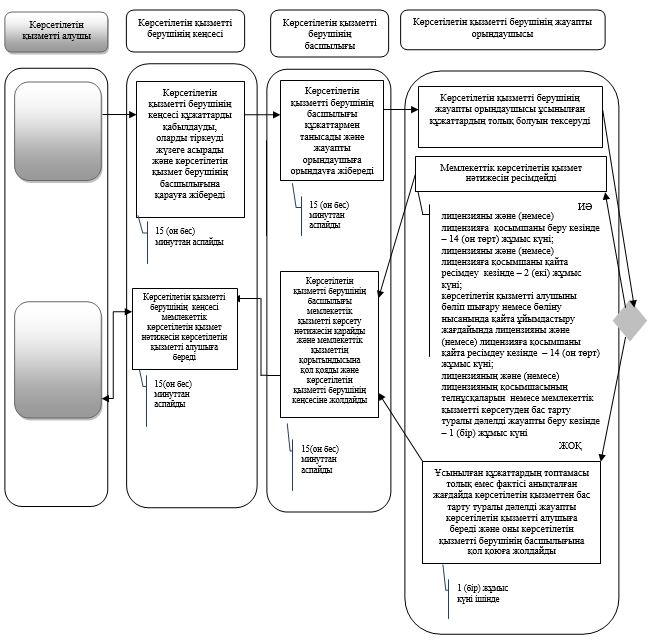 Көрсетілетін
қызметті алушы
Көрсетілетін қызметті
берушінің кеңсесі
Көрсетілетін
қызметті берушінің
басшылығы
Көрсетілетін қызметті берушінің жауапты
орындаушысы
Көрсетілетін
қызметті берушінің
кеңсесі құжаттарды
қабылдауды,
оларды тіркеуді
жүзеге асырады
және көрсетілетін
қызмет берушінің
басшылығына
қарауға жібереді
15 (он бес)
минуттан аспайды
Көрсетілетін
қызметті берушінің
басшылығы
құжаттармен
танысады және
жауапты
орындаушыға
орындауға жібереді
15 (он бес)
минуттан
аспайды
Көрсетілетін қызметті берушінің
жауапты орындаушысы ұсынылған
құжаттардың толық болуын тексеруді
Мемлекеттік көрсетілетін қызмет
нәтижесін ресімдейді
ИӘ
лицензияны және (немесе)
лицензияға қосымшаны беру кезінде
– 14 (он төрт) жұмыс күні;
лицензияны және (немесе)
лицензияға қосымшаны қайта
ресімдеу кезінде – 2 (екі) жұмыс
күні;
көрсетілетін қызметті алушыны
бөліп шығару немесе бөліну
нысанында қайта ұйымдастыру
жағдайында лицензияны және
(немесе) лицензияға қосымшаны
қайта ресімдеу кезінде – 14 (он төрт)
жұмыс күні;
лицензияның және (немесе)
лицензияның қосымшасының
телнұсқаларын немесе мемлекеттік
қызметті көрсетуден бас тарту
туралы дәлелді жауапты беру кезінде
– 1 (бір) жұмыс күні
ЖОҚ
Көрсетілетін қызметті
берушінің кеңсесі
мемлекеттік
көрсетілетін қызмет
нәтижесін көрсетілетін
қызметті алушыға
береді
15(он бес)
минуттан
аспайды
Көрсетілетін
қызметті берушінің
басшылығы
мемлекеттік
қызметті көрсету
нәтижесін қарайды
және мемлекеттік
қызметтің
қорытындысына
қол қояды және
көрсетілетін
қызметті берушінің
кеңсесіне жолдайды
15(он бес)
минуттан
аспайды
Ұсынылған құжаттардың топтамасы
толық емес фактісі анықталған
жағдайда көрсетілетін қызметтен бас
тарту туралы дәлелді жауапты
көрсетілетін қызметті алушыға
береді және оны көрсетілетін
қызметті берушінің басшылығына
қол қоюға жолдайды
1 (бір) жұмыс
күні ішінде